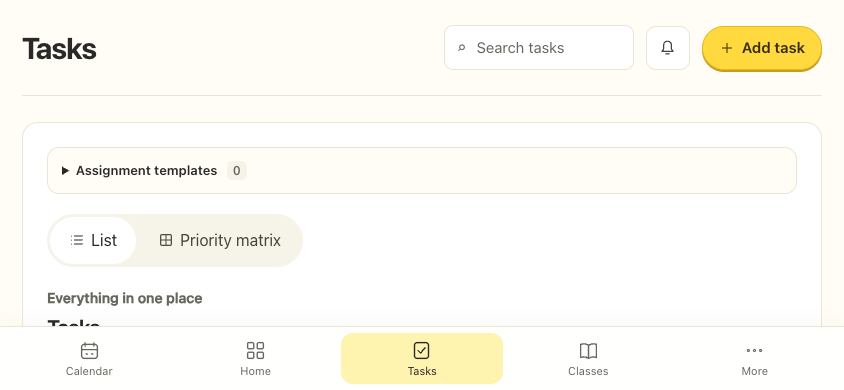 Tasks
Search tasks
Add task
Assignment templates 0
List
Priority matrix
Everything in one place
Tasks
Calendar
Home
Tasks
Classes
More